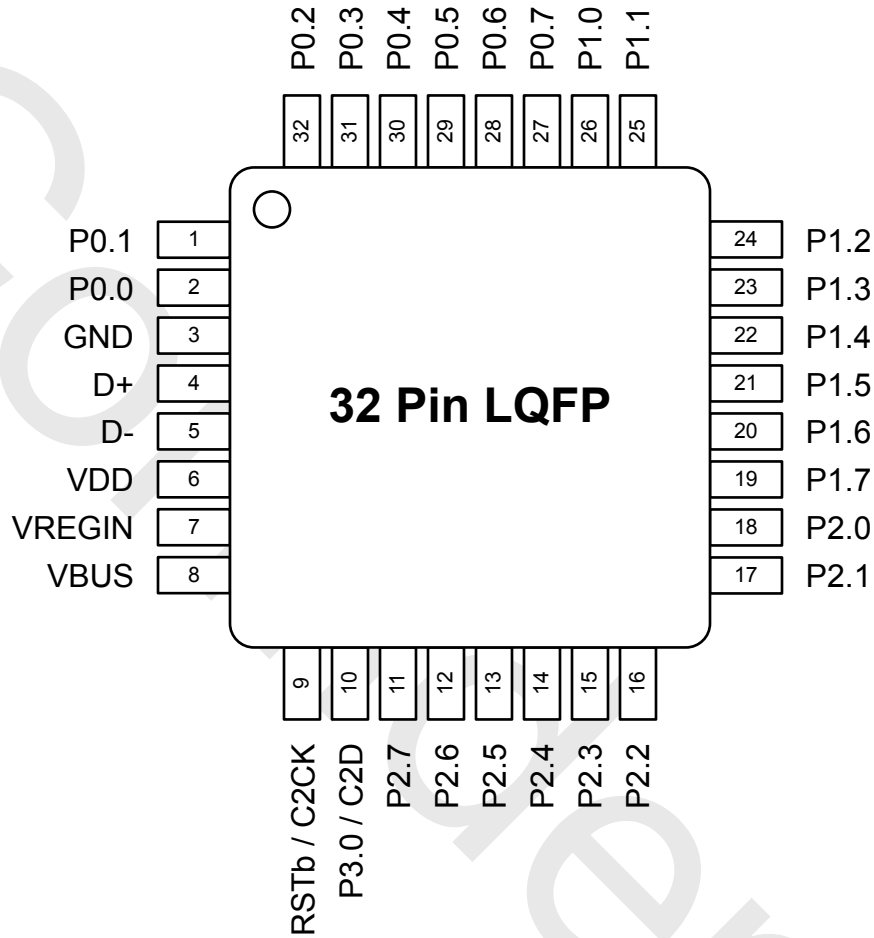 P0.2
P0.3
P0.4
P0.5
P0.6
P0.7
P1.0
P1.1
32
31
30
29
28
27
26
25
P0.1 1
P0.0 2
GND 3
D+ 4
D- 5
VDD 6
VREGIN 7
VBUS 8
32 Pin LQFP
24 P1.2
23 P1.3
22 P1.4
21 P1.5
20 P1.6
19 P1.7
18 P2.0
17 P2.1
9
10
11
12
13
14
15
16
RSTb / C2CK
P3.0 / C2D
P2.7
P2.6
P2.5
P2.4
P2.3
P2.2